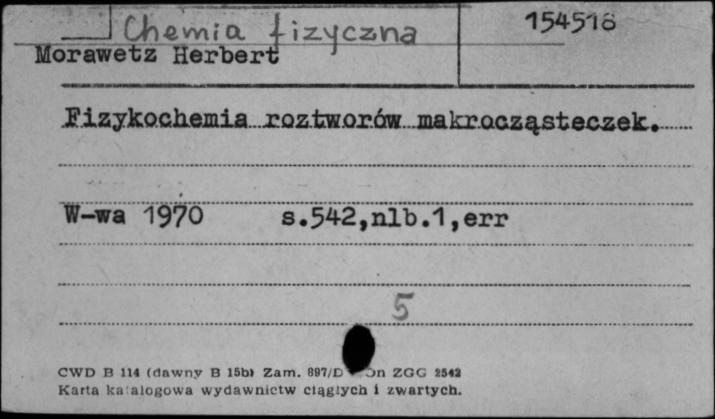 Chemia fizyczna
154518
Morawetz Herbert
Fizykochemia roztworów makrocząsteczek.
W-wa 1970 s.542,nlb.1,err
5
CWD B 114 (dawny B 15b) Zam. 897/D ZGG 2542
Karta katalogowa wydawnictw ciągłych i zwartych.